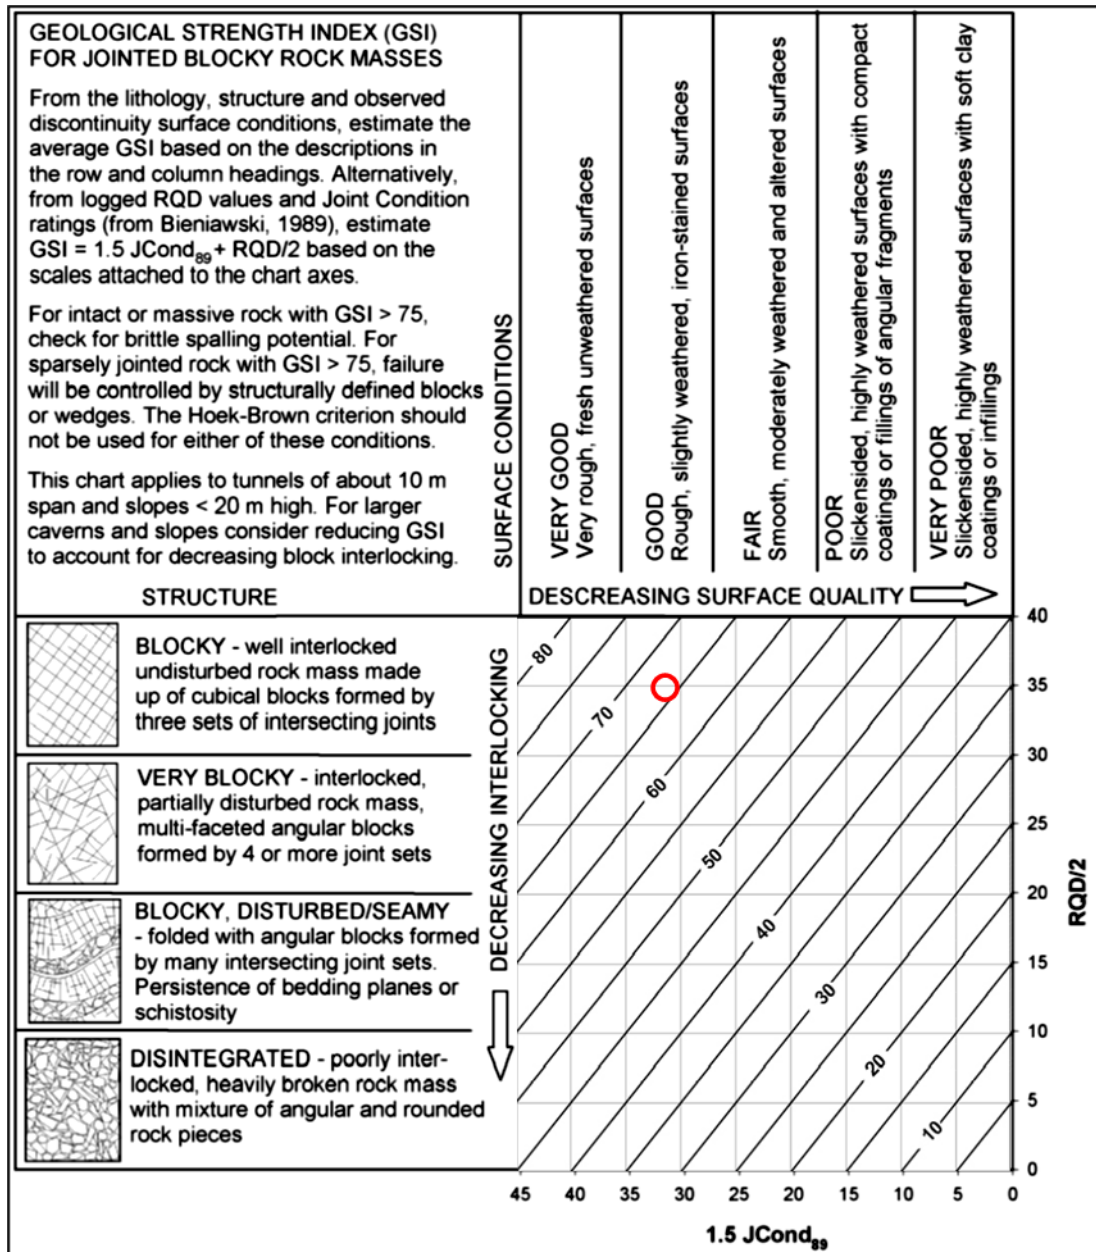 GEOLOGICAL STRENGTH INDEX (GSI)
FOR JOINTED BLOCKY ROCK MASSES
From the lithology, structure and observed
discontinuity surface conditions, estimate the
average GSI based on the descriptions in
the row and column headings. Alternatively,
from logged RQD values and Joint Condition
ratings (from Bieniawski, 1989), estimate
GSI = 1.5 JCond89 + RQD/2 based on the
scales attached to the chart axes.
For intact or massive rock with GSI > 75,
check for brittle spalling potential. For
sparsely jointed rock with GSI > 75, failure
will be controlled by structurally defined blocks
or wedges. The Hoek-Brown criterion should
not be used for either of these conditions.
This chart applies to tunnels of about 10 m
span and slopes < 20 m high. For larger
caverns and slopes consider reducing GSI
to account for decreasing block interlocking.
STRUCTURE
SURFACE CONDITIONS
VERY GOOD
Very rough, fresh unweathered surfaces
GOOD
Rough, slightly weathered, iron-stained surfaces
FAIR
Smooth, moderately weathered and altered surfaces
POOR
Slickensided, highly weathered surfaces with compact
coatings or fillings of angular fragments
VERY POOR
Slickensided, highly weathered surfaces with soft clay
coatings or infillings
DESCREASING SURFACE QUALITY
BLOCKY - well interlocked
undisturbed rock mass made
up of cubical blocks formed by
three sets of intersecting joints
VERY BLOCKY - interlocked,
partially disturbed rock mass,
multi-faceted angular blocks
formed by 4 or more joint sets
BLOCKY, DISTURBED/SEAMY
- folded with angular blocks formed
by many intersecting joint sets.
Persistence of bedding planes or
schistosity
DISINTEGRATED - poorly inter-
locked, heavily broken rock mass
with mixture of angular and rounded
rock pieces
DECREASING INTERLOCKING
80
70
60
50
40
30
20
10
40
35
30
25
20
15
10
5
0
RQD/2
45 40 35 30 25 20 15 10 5 0
1.5 JCond89